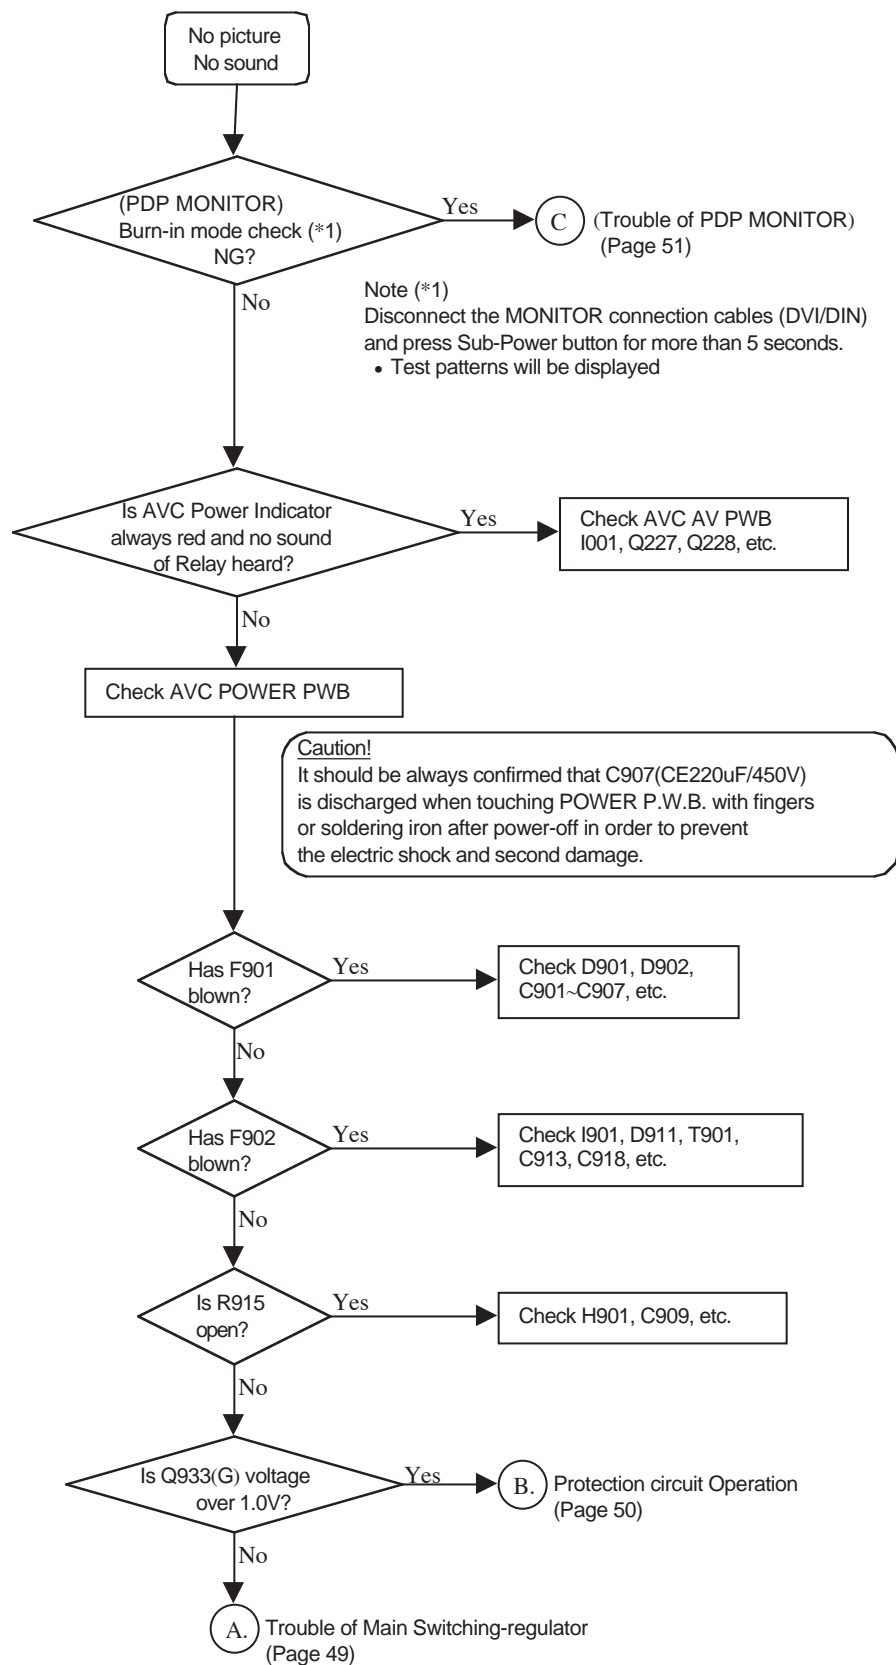 No picture
No sound
(PDP MONITOR)
Burn-in mode check (*1)
NG?
Yes
C
(Trouble of PDP MONITOR)
(Page 51)
No
Note (*1)
Disconnect the MONITOR connection cables (DVI/DIN)
and press Sub-Power button for more than 5 seconds.
• Test patterns will be displayed
Is AVC Power Indicator
always red and no sound
of Relay heard?
Yes
Check AVC AV PWB
I001, Q227, Q228, etc.
No
Check AVC POWER PWB
Caution!
It should be always confirmed that C907(CE220uF/450V)
is discharged when touching POWER P.W.B. with fingers
or soldering iron after power-off in order to prevent
the electric shock and second damage.
Has F901
blown?
Yes
Check D901, D902,
C901~C907, etc.
No
Has F902
blown?
Yes
Check I901, D911, T901,
C913, C918, etc.
No
Is R915
open?
Yes
Check H901, C909, etc.
No
Is Q933(G) voltage
over 1.0V?
Yes
B.
Protection circuit Operation
(Page 50)
No
A.
Trouble of Main Switching-regulator
(Page 49)